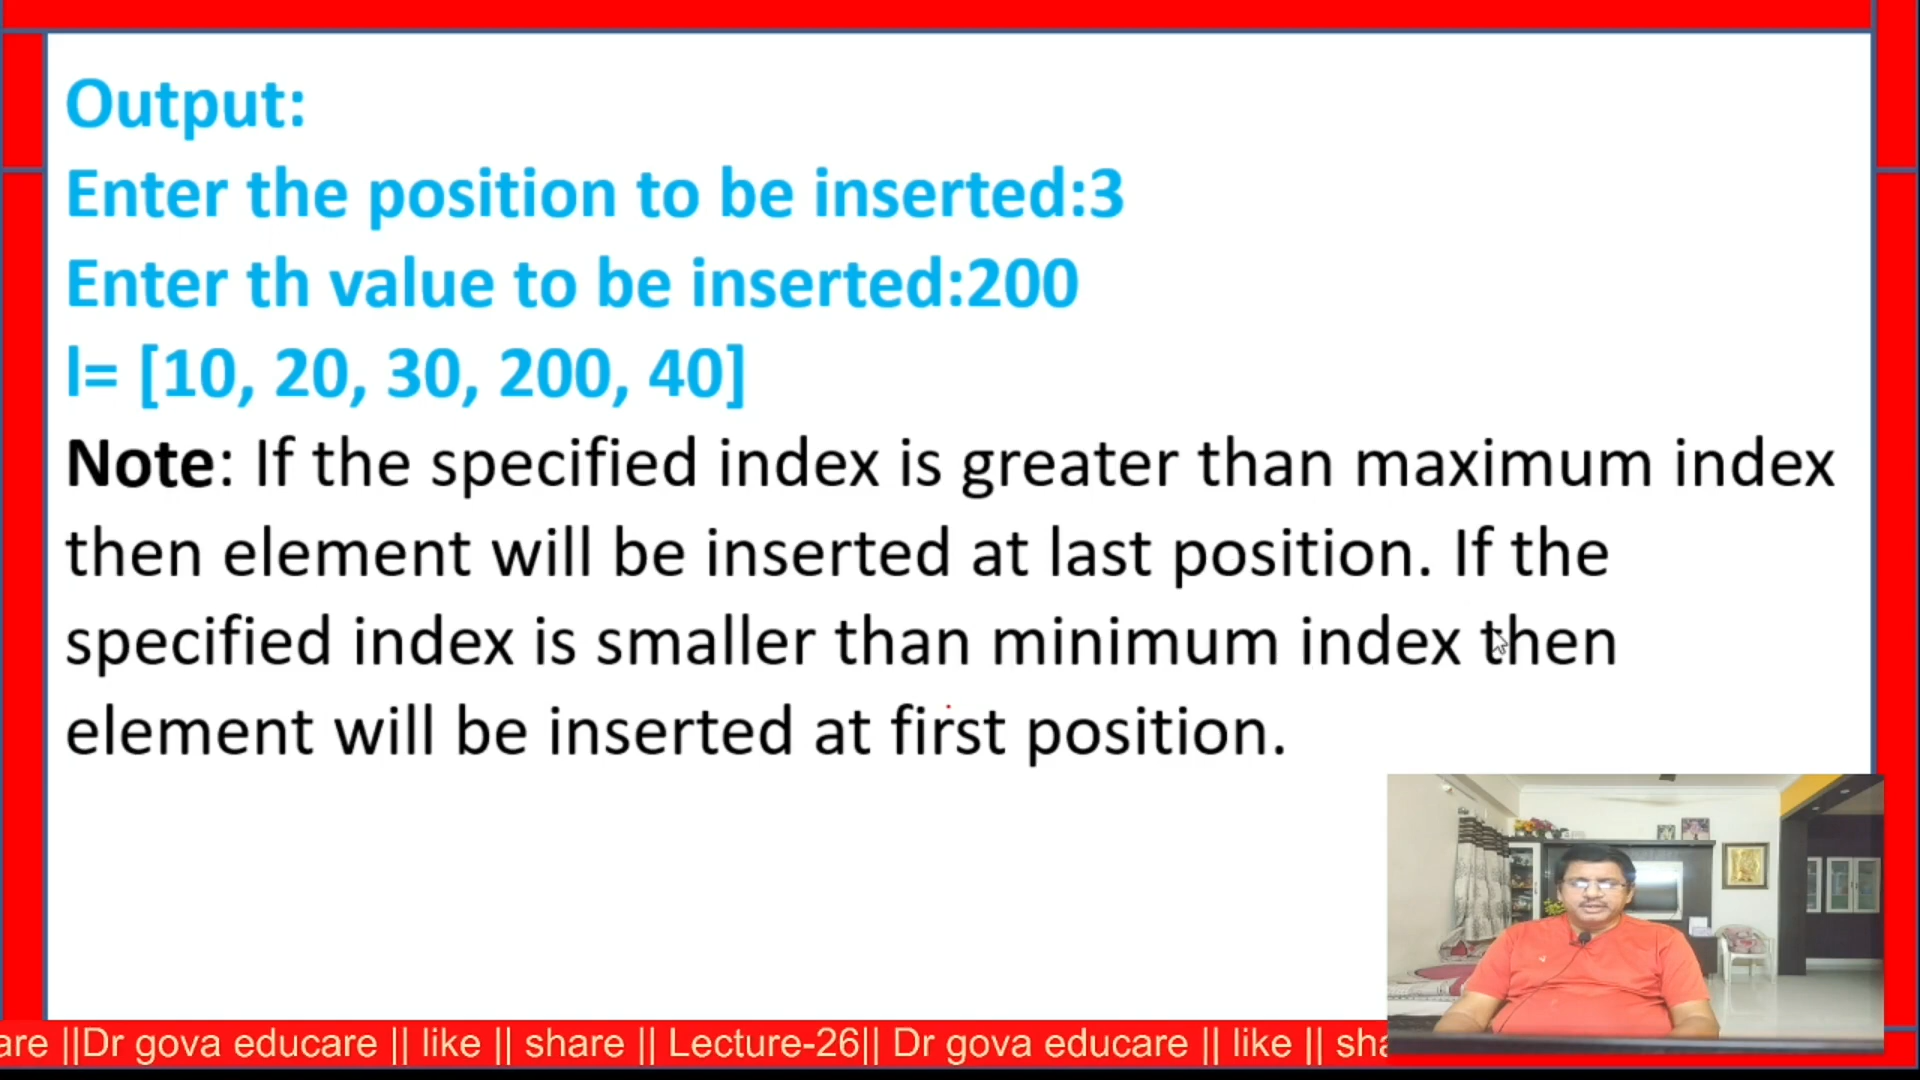 Output:
Enter the position to be inserted:3
Enter th value to be inserted:200
l= [10, 20, 30, 200, 40]
Note: If the specified index is greater than maximum index
then element will be inserted at last position. If the
specified index is smaller than minimum index then
element will be inserted at first position.
are ||Dr gova educare || like || share || Lecture-26|| Dr gova educare || like || sha